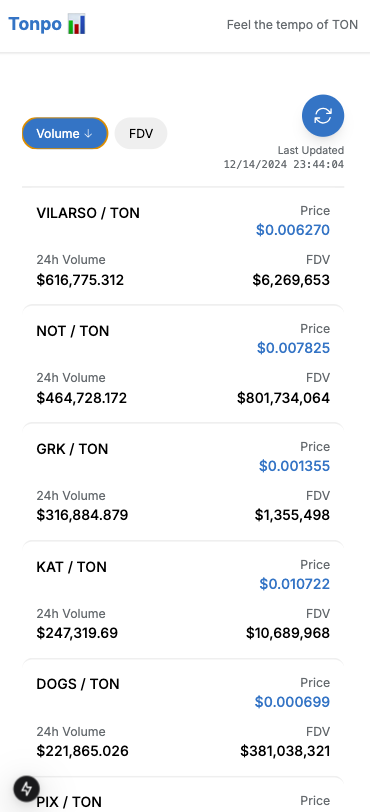 Tonpo
Feel the tempo of TON
Volume ↓
FDV
Last Updated
12/14/2024 23:44:04
VILARSO / TON
Price
$0.006270
24h Volume
FDV
$616,775.312
$6,269,653
NOT / TON
Price
$0.007825
24h Volume
FDV
$464,728.172
$801,734,064
GRK / TON
Price
$0.001355
24h Volume
FDV
$316,884.879
$1,355,498
KAT / TON
Price
$0.010722
24h Volume
FDV
$247,319.69
$10,689,968
DOGS / TON
Price
$0.000699
24h Volume
FDV
$221,865.026
$381,038,321
PIX / TON
Price